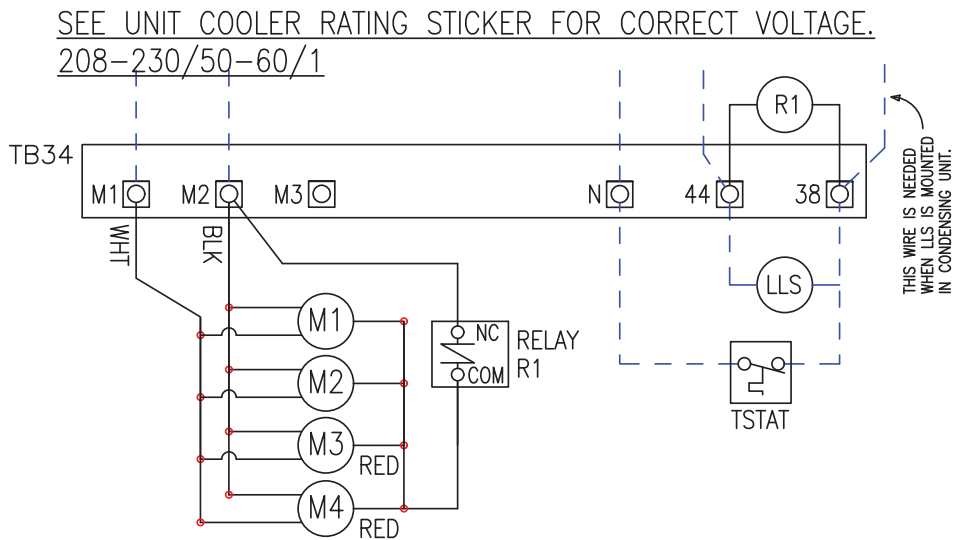 SEE UNIT COOLER RATING STICKER FOR CORRECT VOLTAGE.
208-230/50-60/1
R1
TB34
M1
M2
M3
N
44
38
THIS WIRE IS NEEDED
WHEN LLS IS MOUNTED
IN CONDENSING UNIT.
WHT
BLK
LLS
M1
NC
RELAY
R1
COM
M2
TSTAT
M3
RED
M4
RED